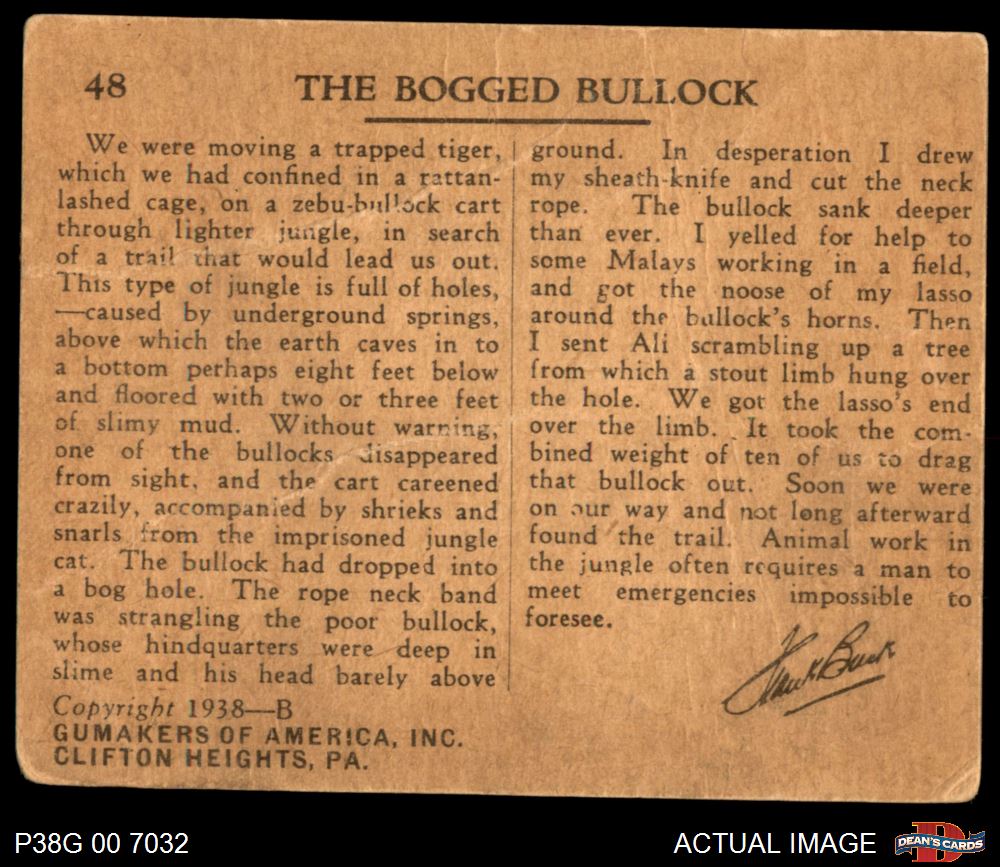 48
THE BOGGED BULLOCK
We were moving a trapped tiger,
which we had confined in a rattan-
lashed cage, on a zebu-bullock cart
through lighter jungle, in search
of a trail that would lead us out.
This type of jungle is full of holes,
—caused by underground springs,
above which the earth caves in to
a bottom perhaps eight feet below
and floored with two or three feet
of slimy mud. Without warning,
one of the bullocks disappeared
from sight, and the cart careened
crazily, accompanied by shrieks and
snarls from the imprisoned jungle
cat. The bullock had dropped into
a bog hole. The rope neck band
was strangling the poor bullock,
whose hindquarters were deep in
slime and his head barely above
ground. In desperation I drew
my sheath-knife and cut the neck
rope. The bullock sank deeper
than ever. I yelled for help to
some Malays working in a field,
and got the noose of my lasso
around the bullock's horns. Then
I sent Ali scrambling up a tree
from which a stout limb hung over
the hole. We got the lasso's end
over the limb. It took the com-
bined weight of ten of us to drag
that bullock out. Soon we were
on our way and not long afterward
found the trail. Animal work in
the jungle often requires a man to
meet emergencies impossible to
foresee.
Frank Buck
Copyright 1938—B
GUMAKERS OF AMERICA, INC.
CLIFTON HEIGHTS, PA.
P38G 00 7032
ACTUAL IMAGE
D
DEAN'S CARDS